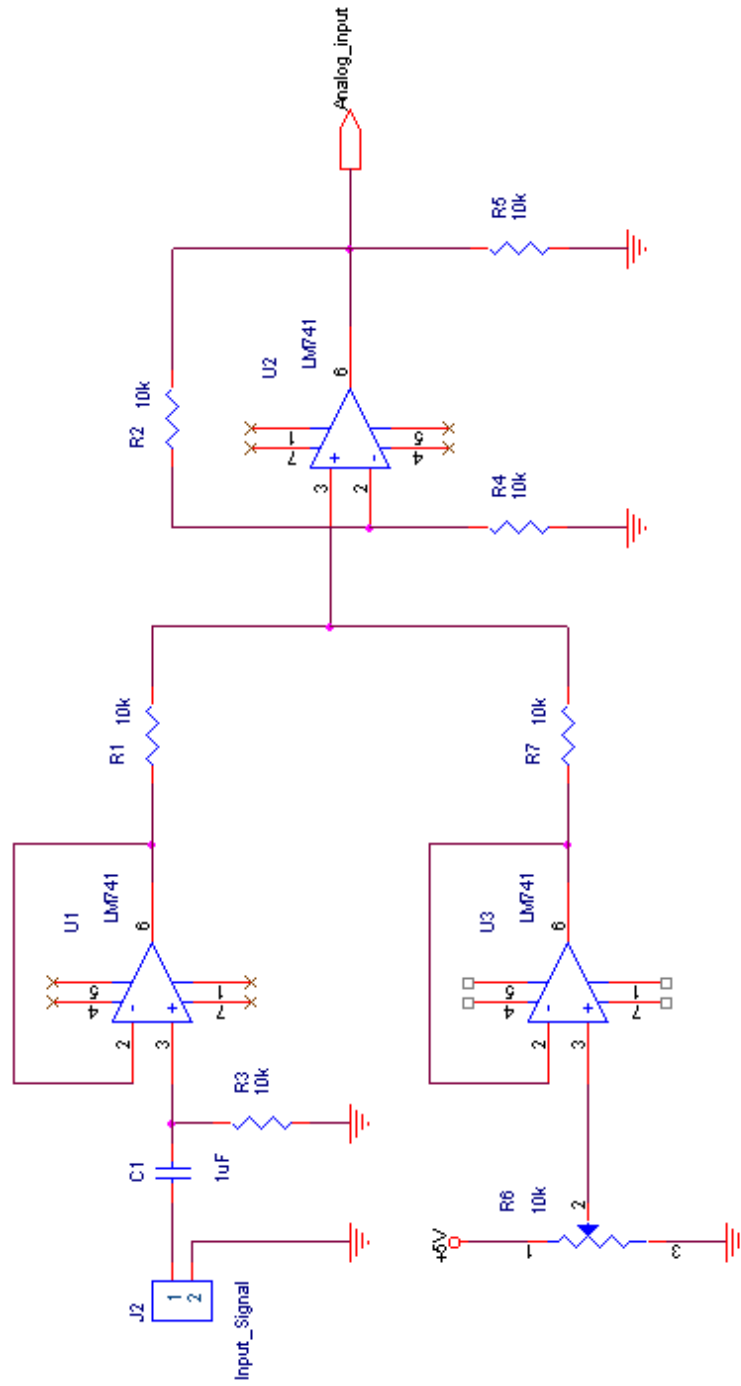 Analog_input
R2 10k
U2
LM741
1
7
3
+
6
2
-
5
4
R4
10k
R5
10k
R1 10k
U1
LM741
5
4
2
-
6
3
+
1
7
C1
1uF
R3
10k
J2
1
2
Input_Signal
R7 10k
U3
LM741
5
4
2
-
6
3
+
1
7
+5V
R6
10k
1
2
3